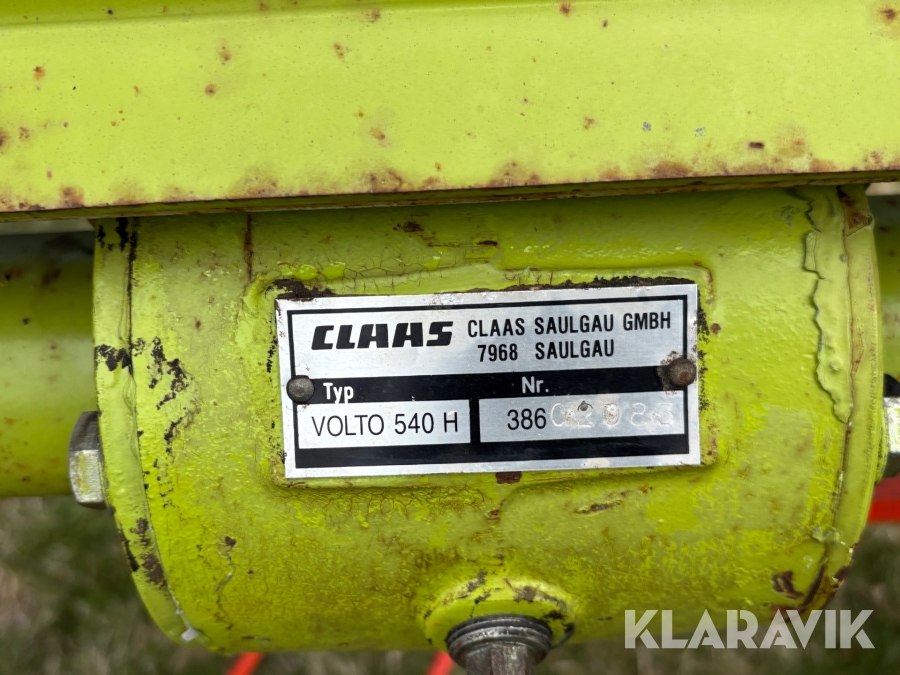 CLAAS CLAAS SAULGAU GMBH
7968 SAULGAU
Typ Nr.
VOLTO 540 H 386
KLARAVIK